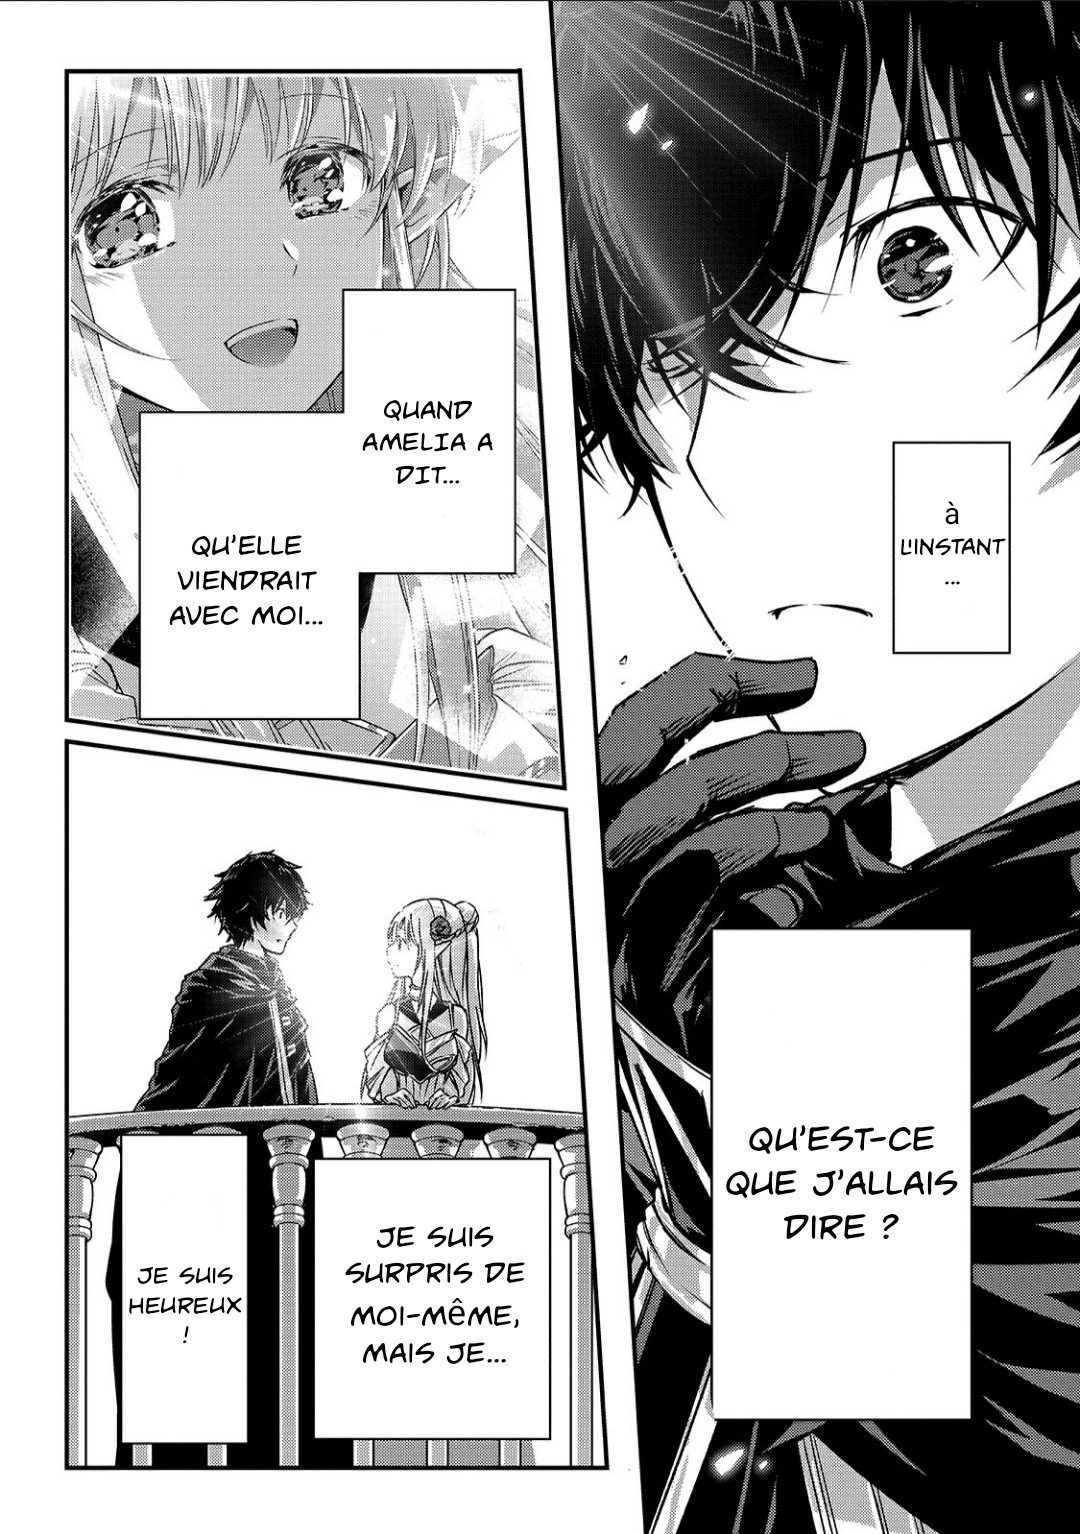 à
L'INSTANT
...
QU'EST-CE
QUE J'ALLAIS
DIRE ?
QUAND
AMELIA A
DIT...
QU'ELLE
VIENDRAIT
AVEC MOI...
JE SUIS
SURPRIS DE
MOI-MÊME,
MAIS JE...
JE SUIS
HEUREUX
!